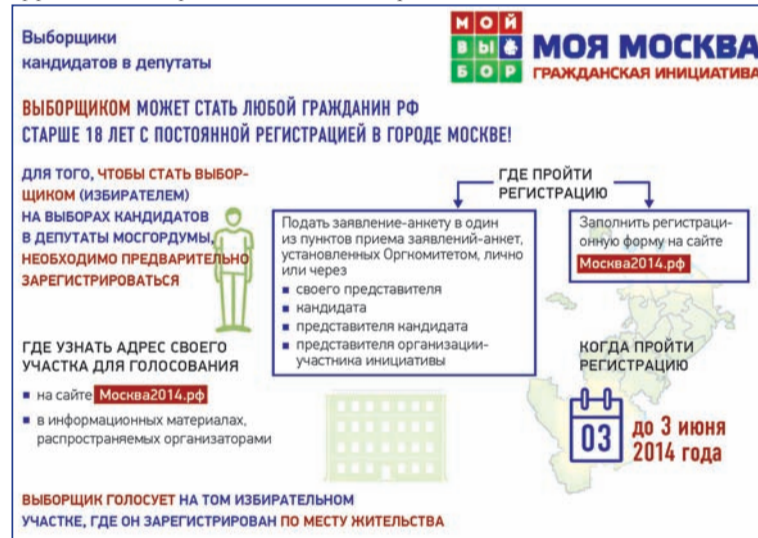 Выборщики
кандидатов в депутаты
МОЙ
ВЫ
БОР
МОЯ МОСКВА
ГРАЖДАНСКАЯ ИНИЦИАТИВА
ВЫБОРЩИКОМ МОЖЕТ СТАТЬ ЛЮБОЙ ГРАЖДАНИН РФ
СТАРШЕ 18 ЛЕТ С ПОСТОЯННОЙ РЕГИСТРАЦИЕЙ В ГОРОДЕ МОСКВЕ!
ДЛЯ ТОГО, ЧТОБЫ СТАТЬ ВЫБОР-
ЩИКОМ (ИЗБИРАТЕЛЕМ)
НА ВЫБОРАХ КАНДИДАТОВ
В ДЕПУТАТЫ МОСГОРДУМЫ,
НЕОБХОДИМО ПРЕДВАРИТЕЛЬНО
ЗАРЕГИСТРИРОВАТЬСЯ
ГДЕ ПРОЙТИ
РЕГИСТРАЦИЮ
Подать заявление-анкету в один
из пунктов приема заявлений-анкет,
установленных Оргкомитетом, лично
или через
своего представителя
кандидата
представителя кандидата
представителя организации-
участника инициативы
Заполнить регистраци-
онную форму на сайте
Москва2014.рф
ГДЕ УЗНАТЬ АДРЕС СВОЕГО
УЧАСТКА ДЛЯ ГОЛОСОВАНИЯ
на сайте Москва2014.рф
в информационных материалах,
распространяемых организаторами
КОГДА ПРОЙТИ
РЕГИСТРАЦИЮ
03
до 3 июня
2014 года
ВЫБОРЩИК ГОЛОСУЕТ НА ТОМ ИЗБИРАТЕЛЬНОМ
УЧАСТКЕ, ГДЕ ОН ЗАРЕГИСТРИРОВАН ПО МЕСТУ ЖИТЕЛЬСТВА